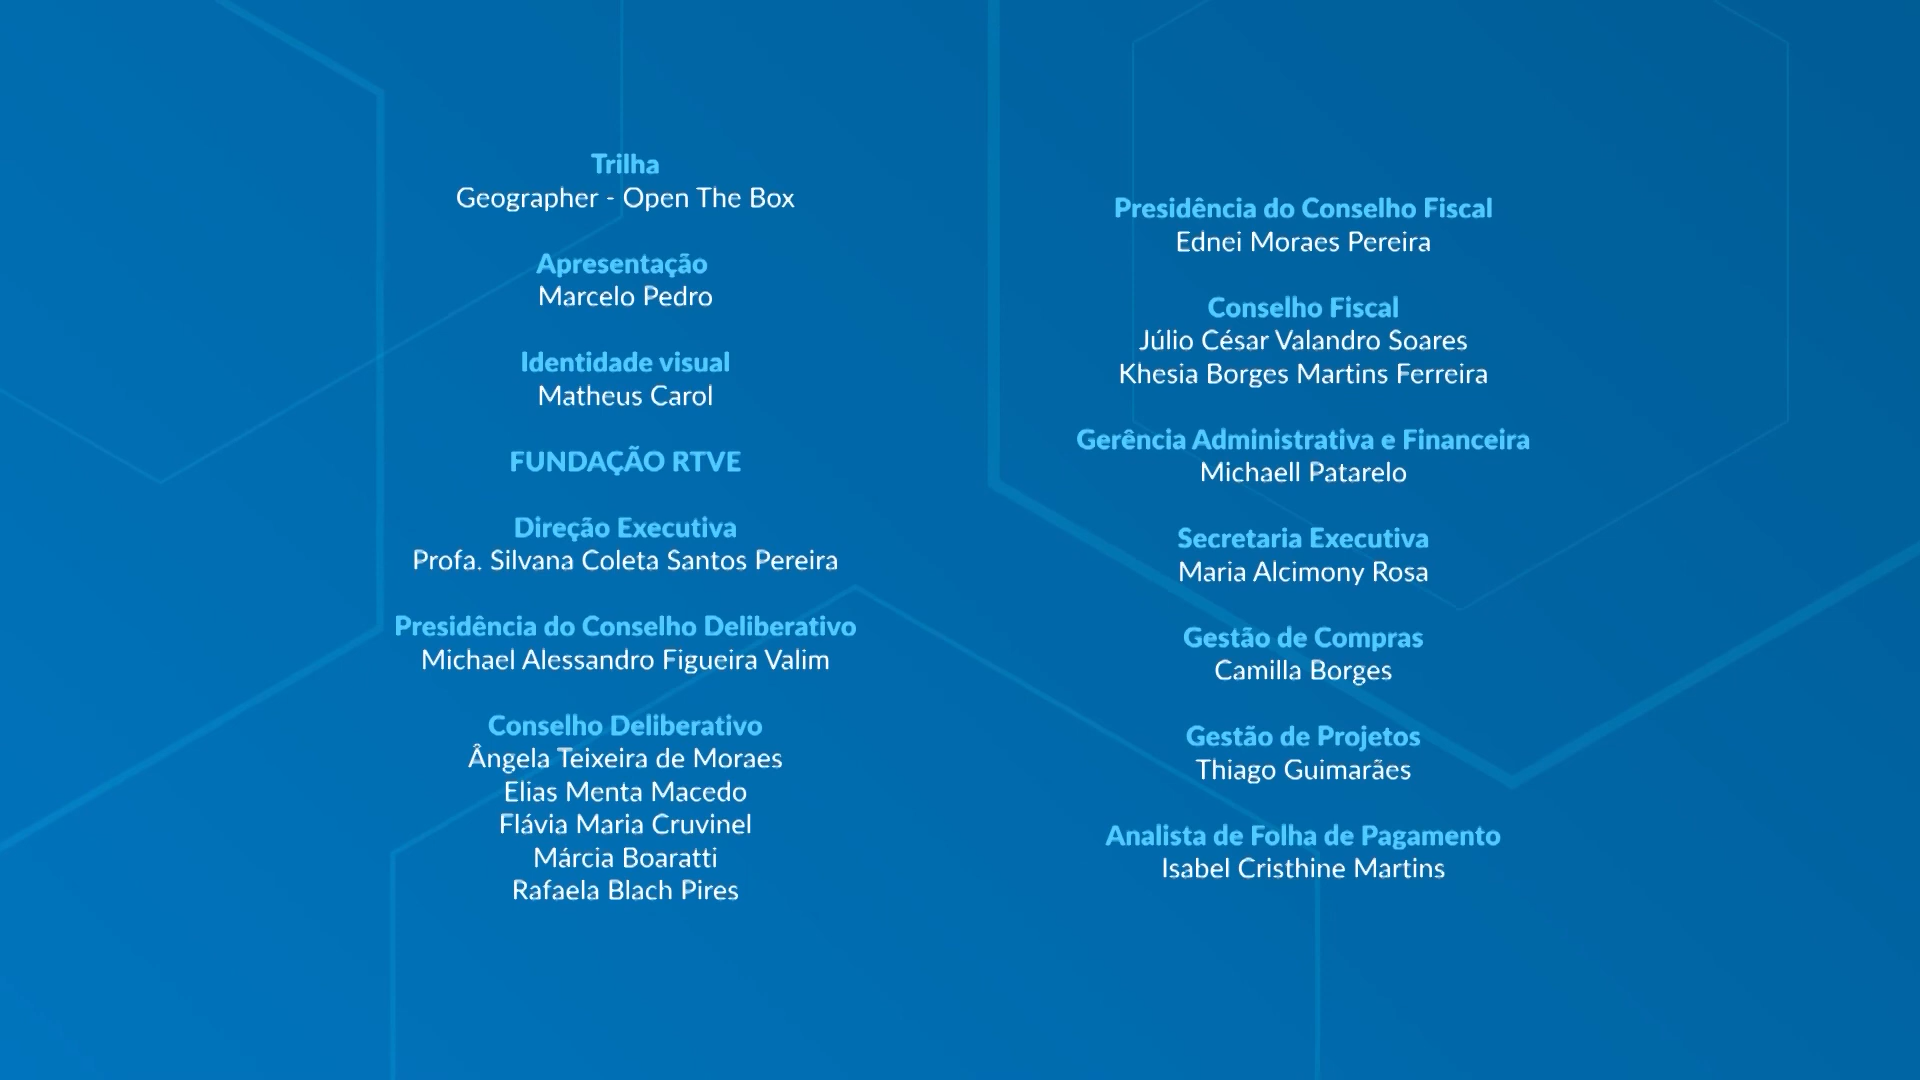 Trilha
Geographer - Open The Box
Apresentação
Marcelo Pedro
Identidade visual
Matheus Carol
FUNDAÇÃO RTVE
Direção Executiva
Profa. Silvana Coleta Santos Pereira
Presidência do Conselho Deliberativo
Michael Alessandro Figueira Valim
Conselho Deliberativo
Ângela Teixeira de Moraes
Elias Menta Macedo
Flávia Maria Cruvinel
Márcia Boaratti
Rafaela Blach Pires
Presidência do Conselho Fiscal
Ednei Moraes Pereira
Conselho Fiscal
Júlio César Valandro Soares
Khesia Borges Martins Ferreira
Gerência Administrativa e Financeira
Michaell Patarelo
Secretaria Executiva
Maria Alcimony Rosa
Gestão de Compras
Camilla Borges
Gestão de Projetos
Thiago Guimarães
Analista de Folha de Pagamento
Isabel Cristhine Martins